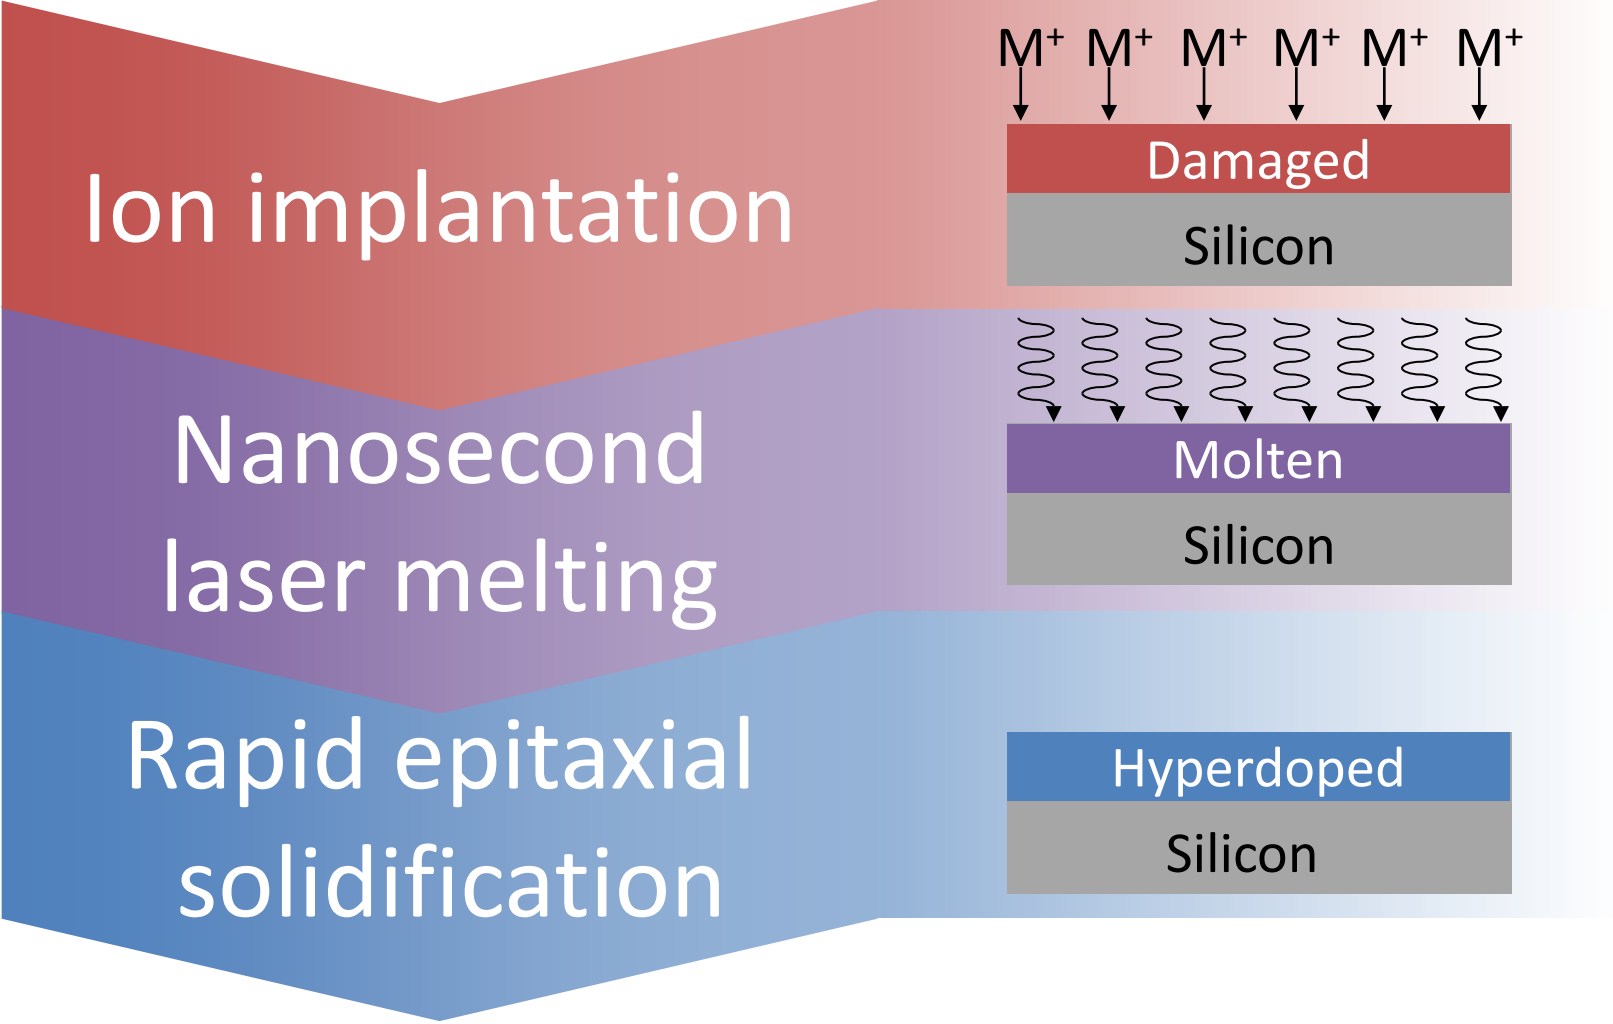 M⁺ M⁺ M⁺ M⁺ M⁺ M⁺
Ion implantation
Damaged
Silicon
Nanosecond
laser melting
Molten
Silicon
Rapid epitaxial
solidification
Hyperdoped
Silicon